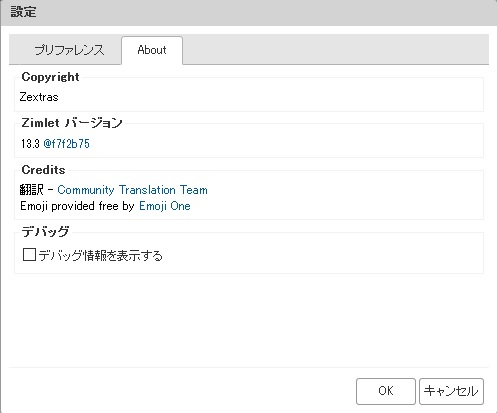 設定
プリファレンス
About
Copyright
Zextras
Zimlet バージョン
13.3 @f7f2b75
Credits
翻訳 - Community Translation Team
Emoji provided free by Emoji One
デバッグ
デバッグ情報を表示する
OK
キャンセル